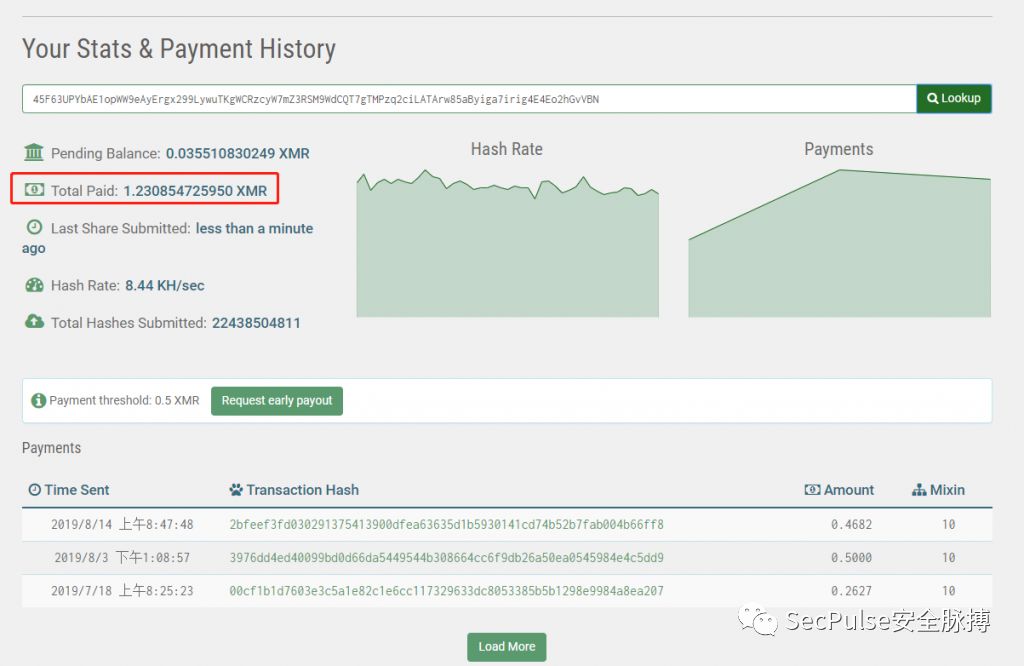 Your Stats & Payment History
45F63UPYbAE1opWW9eAyErgx299LywuTKgWCRzcyW7mZ3RSM9WdCQT7gTMPzq2ciLATArw85aByiga7irig4E4Eo2hGvVBN
Lookup
Pending Balance: 0.035510830249 XMR
Total Paid: 1.230854725950 XMR
Last Share Submitted: less than a minute
ago
Hash Rate: 8.44 KH/sec
Total Hashes Submitted: 22438504811
Hash Rate
Payments
Payment threshold: 0.5 XMR
Request early payout
Payments
Time Sent Transaction Hash Amount Mixin
2019/8/14 上午8:47:48 2bfeef3fd030291375413900dfea63635d1b5930141cd74b52b7fab004b66ff8 0.4682 10
2019/8/3 下午1:08:57 3976dd4ed40099bd0d66da5449544b308664cc6f9db26a50ea0545984e4c5dd9 0.5000 10
2019/7/18 上午8:25:23 00cf1b1d7603e3c5a1e82c1e6cc117329633dc8053385b5b1298e9984a8ea207 0.2627 10
SecPulse安全脉搏
Load More